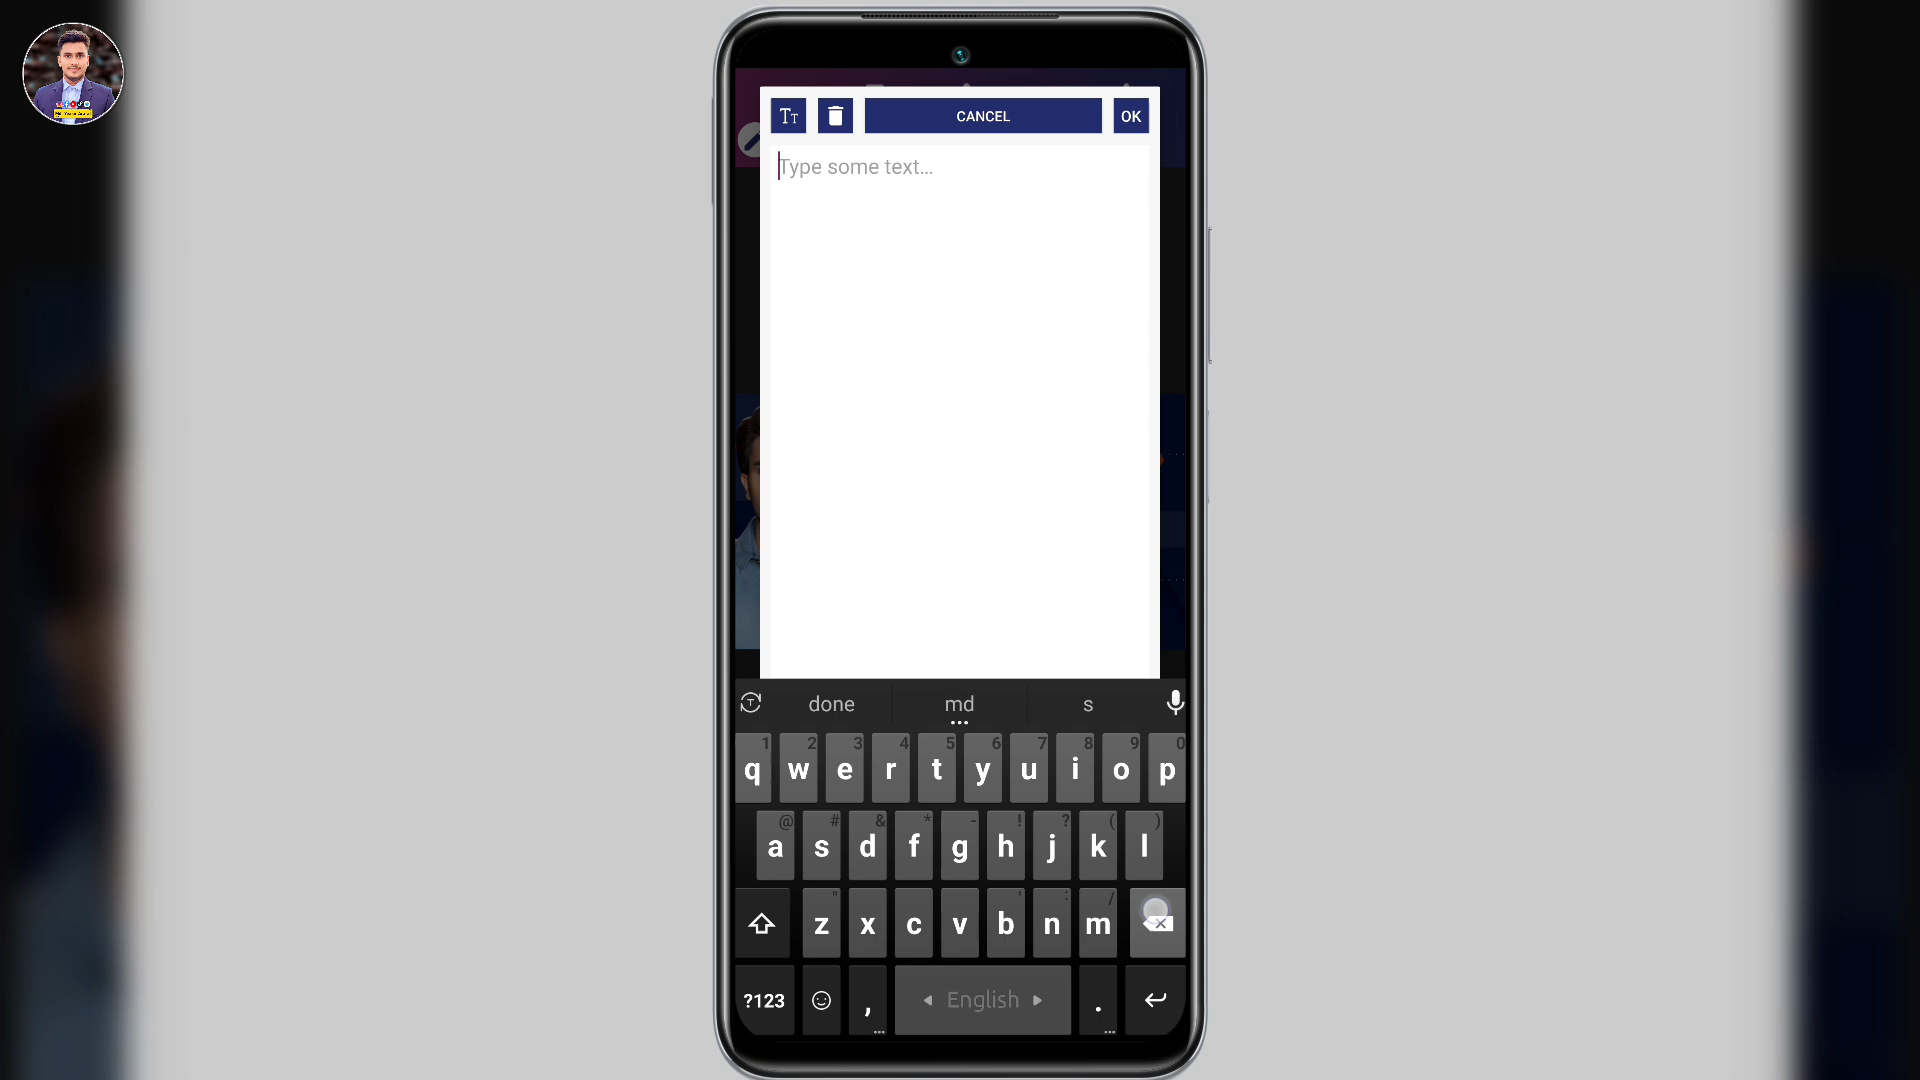 TT
CANCEL
OK
Type some text...
done
md
s
1 2 3 4 5 6 7 8 9 0
q w e r t y u i o p
@ # & * - ! ? ( )
a s d f g h j k l
" ' : /
z x c v b n m
?123
,
English
.